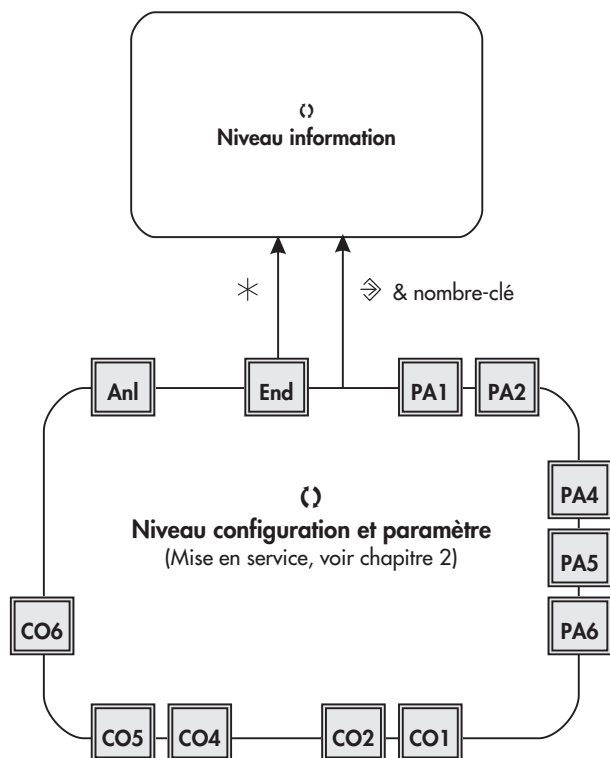 Niveau information
& nombre-clé
Anl
End
PA1
PA2
PA4
Niveau configuration et paramètre
(Mise en service, voir chapitre 2)
PA5
CO6
PA6
CO5
CO4
CO2
CO1